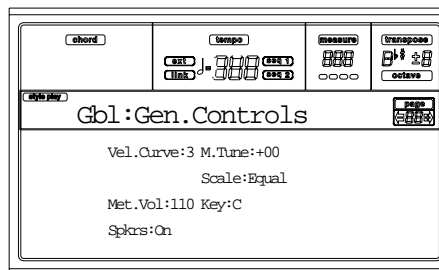 chord
tempo
measure
transpose
ext
link
seq 1
seq 2
octave
style play
page
Gbl:Gen.Controls
Vel.Curve:3 M.Tune:+00
Scale:Equal
Met.Vol:110 Key:C
Spkrs:On